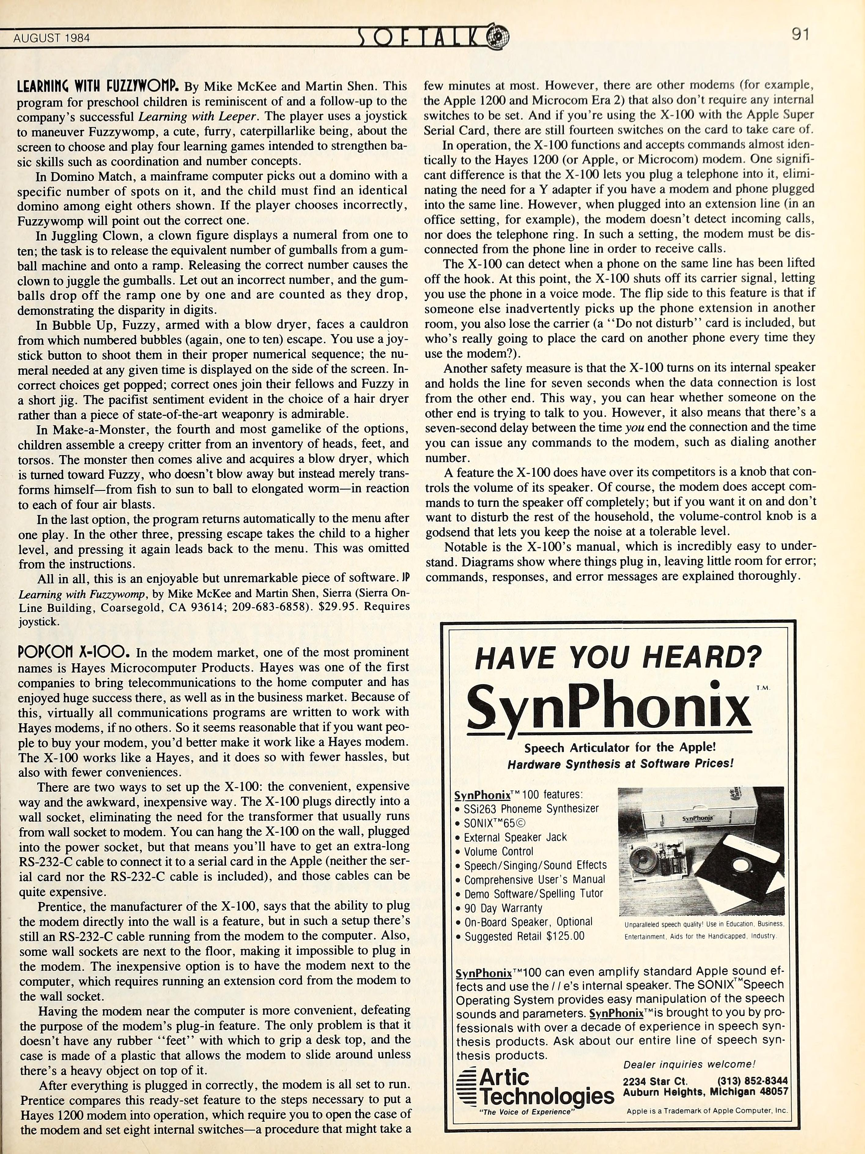 AUGUST 1984
SOFTALK
91
LEARNING WITH FUZZYWOMP. By Mike McKee and Martin Shen. This
program for preschool children is reminiscent of and a follow-up to the
company's successful Learning with Leeper. The player uses a joystick
to maneuver Fuzzywomp, a cute, furry, caterpillarlike being, about the
screen to choose and play four learning games intended to strengthen ba-
sic skills such as coordination and number concepts.
In Domino Match, a mainframe computer picks out a domino with a
specific number of spots on it, and the child must find an identical
domino among eight others shown. If the player chooses incorrectly,
Fuzzywomp will point out the correct one.
In Juggling Clown, a clown figure displays a numeral from one to
ten; the task is to release the equivalent number of gumballs from a gum-
ball machine and onto a ramp. Releasing the correct number causes the
clown to juggle the gumballs. Let out an incorrect number, and the gum-
balls drop off the ramp one by one and are counted as they drop,
demonstrating the disparity in digits.
In Bubble Up, Fuzzy, armed with a blow dryer, faces a cauldron
from which numbered bubbles (again, one to ten) escape. You use a joy-
stick button to shoot them in their proper numerical sequence; the nu-
meral needed at any given time is displayed on the side of the screen. In-
correct choices get popped; correct ones join their fellows and Fuzzy in
a short jig. The pacifist sentiment evident in the choice of a hair dryer
rather than a piece of state-of-the-art weaponry is admirable.
In Make-a-Monster, the fourth and most gamelike of the options,
children assemble a creepy critter from an inventory of heads, feet, and
torsos. The monster then comes alive and acquires a blow dryer, which
is turned toward Fuzzy, who doesn't blow away but instead merely trans-
forms himself—from fish to sun to ball to elongated worm—in reaction
to each of four air blasts.
In the last option, the program returns automatically to the menu after
one play. In the other three, pressing escape takes the child to a higher
level, and pressing it again leads back to the menu. This was omitted
from the instructions.
All in all, this is an enjoyable but unremarkable piece of software. JP
Learning with Fuzzywomp, by Mike McKee and Martin Shen, Sierra (Sierra On-
Line Building, Coarsegold, CA 93614; 209-683-6858). $29.95. Requires
joystick.
POPCOM X-100. In the modem market, one of the most prominent
names is Hayes Microcomputer Products. Hayes was one of the first
companies to bring telecommunications to the home computer and has
enjoyed huge success there, as well as in the business market. Because of
this, virtually all communications programs are written to work with
Hayes modems, if no others. So it seems reasonable that if you want peo-
ple to buy your modem, you'd better make it work like a Hayes modem.
The X-100 works like a Hayes, and it does so with fewer hassles, but
also with fewer conveniences.
There are two ways to set up the X-100: the convenient, expensive
way and the awkward, inexpensive way. The X-100 plugs directly into a
wall socket, eliminating the need for the transformer that usually runs
from wall socket to modem. You can hang the X-100 on the wall, plugged
into the power socket, but that means you'll have to get an extra-long
RS-232-C cable to connect it to a serial card in the Apple (neither the ser-
ial card nor the RS-232-C cable is included), and those cables can be
quite expensive.
Prentice, the manufacturer of the X-100, says that the ability to plug
the modem directly into the wall is a feature, but in such a setup there's
still an RS-232-C cable running from the modem to the computer. Also,
some wall sockets are next to the floor, making it impossible to plug in
the modem. The inexpensive option is to have the modem next to the
computer, which requires running an extension cord from the modem to
the wall socket.
Having the modem near the computer is more convenient, defeating
the purpose of the modem's plug-in feature. The only problem is that it
doesn't have any rubber "feet" with which to grip a desk top, and the
case is made of a plastic that allows the modem to slide around unless
there's a heavy object on top of it.
After everything is plugged in correctly, the modem is all set to run.
Prentice compares this ready-set feature to the steps necessary to put a
Hayes 1200 modem into operation, which require you to open the case of
the modem and set eight internal switches—a procedure that might take a
few minutes at most. However, there are other modems (for example,
the Apple 1200 and Microcom Era 2) that also don't require any internal
switches to be set. And if you're using the X-100 with the Apple Super
Serial Card, there are still fourteen switches on the card to take care of.
In operation, the X-100 functions and accepts commands almost iden-
tically to the Hayes 1200 (or Apple, or Microcom) modem. One signifi-
cant difference is that the X-100 lets you plug a telephone into it, elimi-
nating the need for a Y adapter if you have a modem and phone plugged
into the same line. However, when plugged into an extension line (in an
office setting, for example), the modem doesn't detect incoming calls,
nor does the telephone ring. In such a setting, the modem must be dis-
connected from the phone line in order to receive calls.
The X-100 can detect when a phone on the same line has been lifted
off the hook. At this point, the X-100 shuts off its carrier signal, letting
you use the phone in a voice mode. The flip side to this feature is that if
someone else inadvertently picks up the phone extension in another
room, you also lose the carrier (a "Do not disturb" card is included, but
who's really going to place the card on another phone every time they
use the modem?).
Another safety measure is that the X-100 turns on its internal speaker
and holds the line for seven seconds when the data connection is lost
from the other end. This way, you can hear whether someone on the
other end is trying to talk to you. However, it also means that there's a
seven-second delay between the time you end the connection and the time
you can issue any commands to the modem, such as dialing another
number.
A feature the X-100 does have over its competitors is a knob that con-
trols the volume of its speaker. Of course, the modem does accept com-
mands to turn the speaker off completely; but if you want it on and don't
want to disturb the rest of the household, the volume-control knob is a
godsend that lets you keep the noise at a tolerable level.
Notable is the X-100's manual, which is incredibly easy to under-
stand. Diagrams show where things plug in, leaving little room for error;
commands, responses, and error messages are explained thoroughly.
HAVE YOU HEARD?
SynPhonix T.M.
Speech Articulator for the Apple!
Hardware Synthesis at Software Prices!
SynPhonix™ 100 features:
• SSi263 Phoneme Synthesizer
• SONIX™65©
• External Speaker Jack
• Volume Control
• Speech/Singing/Sound Effects
• Comprehensive User's Manual
• Demo Software/Spelling Tutor
• 90 Day Warranty
• On-Board Speaker, Optional
• Suggested Retail $125.00
SynPhonix
Unparalleled speech quality! Use in Education, Business,
Entertainment, Aids for the Handicapped, Industry.
SynPhonix™100 can even amplify standard Apple sound ef-
fects and use the //e's internal speaker. The SONIX™Speech
Operating System provides easy manipulation of the speech
sounds and parameters. SynPhonix™is brought to you by pro-
fessionals with over a decade of experience in speech syn-
thesis products. Ask about our entire line of speech syn-
thesis products.
Artic
Technologies
"The Voice of Experience"
Dealer inquiries welcome!
2234 Star Ct. (313) 852-8344
Auburn Heights, Michigan 48057
Apple is a Trademark of Apple Computer, Inc.